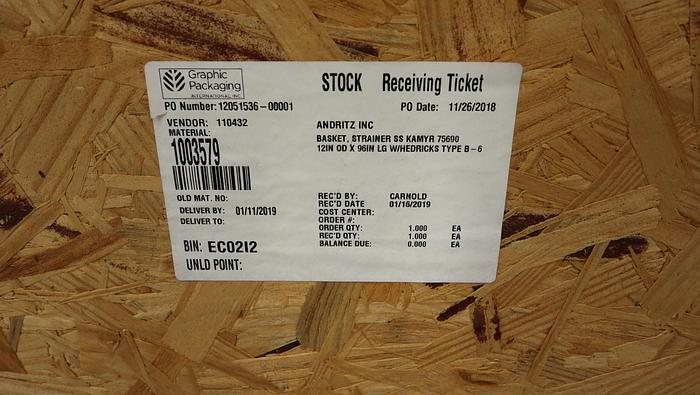 Graphic
Packaging
INTERNATIONAL, INC.
STOCK Receiving Ticket
PO Number: 12051536-00001
PO Date: 11/26/2018
VENDOR: 110432
ANDRITZ INC
MATERIAL:
1003579
BASKET, STRAINER SS KAMYR 75690
12IN OD X 96IN LG W/HEDRICKS TYPE B-6
OLD MAT. NO:
DELIVER BY: 01/11/2019
DELIVER TO:
BIN: EC02I2
UNLD POINT:
REC'D BY: CARNOLD
REC'D DATE 01/16/2019
COST CENTER:
ORDER #:
ORDER QTY: 1.000 EA
REC'D QTY: 1.000 EA
BALANCE DUE: 0.000 EA